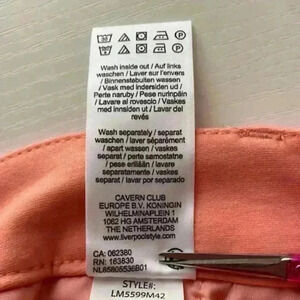 Wash inside out / Auf links
waschen / Laver sur l'envers
/ Binnenstebuiten wassen
/ Vask med indersiden ud /
Perte naruby / Pese nurinpäin
/ Lavare al rovescio / Vaskes
med innsiden ut / Lavar del
revés
Wash separately / separat
waschen / laver séparément
/ apart wassen / vaskes
separat / perte samostatne
/ pese erillään / lavare
separatamente / vaskes
separat / lavar por separado
CAVERN CLUB
EUROPE B.V. KONINGIN
WILHELMINAPLEIN 1
1062 HG AMSTERDAM
THE NETHERLANDS
www.liverpoolstyle.com
CA: 062380
RN: 163830
NL85805536B01
STYLE#:
LM5599M42